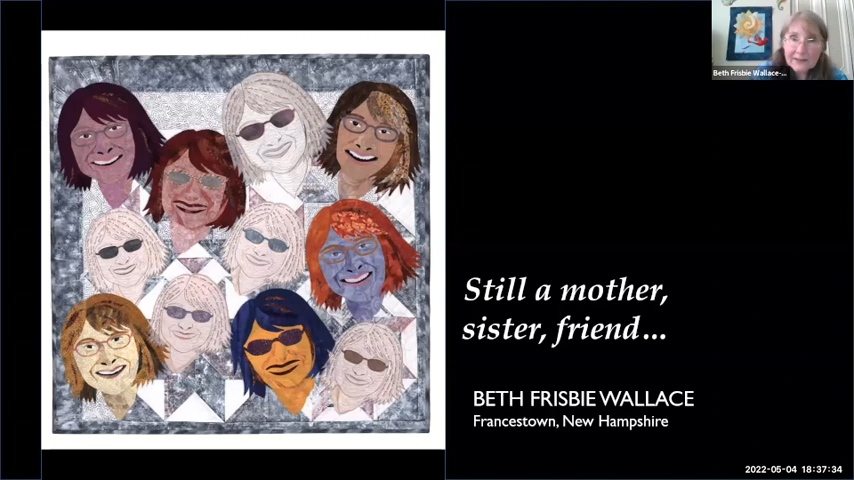 Beth Frisbie Wallace-...
Still a mother,
sister, friend...
BETH FRISBIE WALLACE
Francestown, New Hampshire
2022-05-04 18:37:34